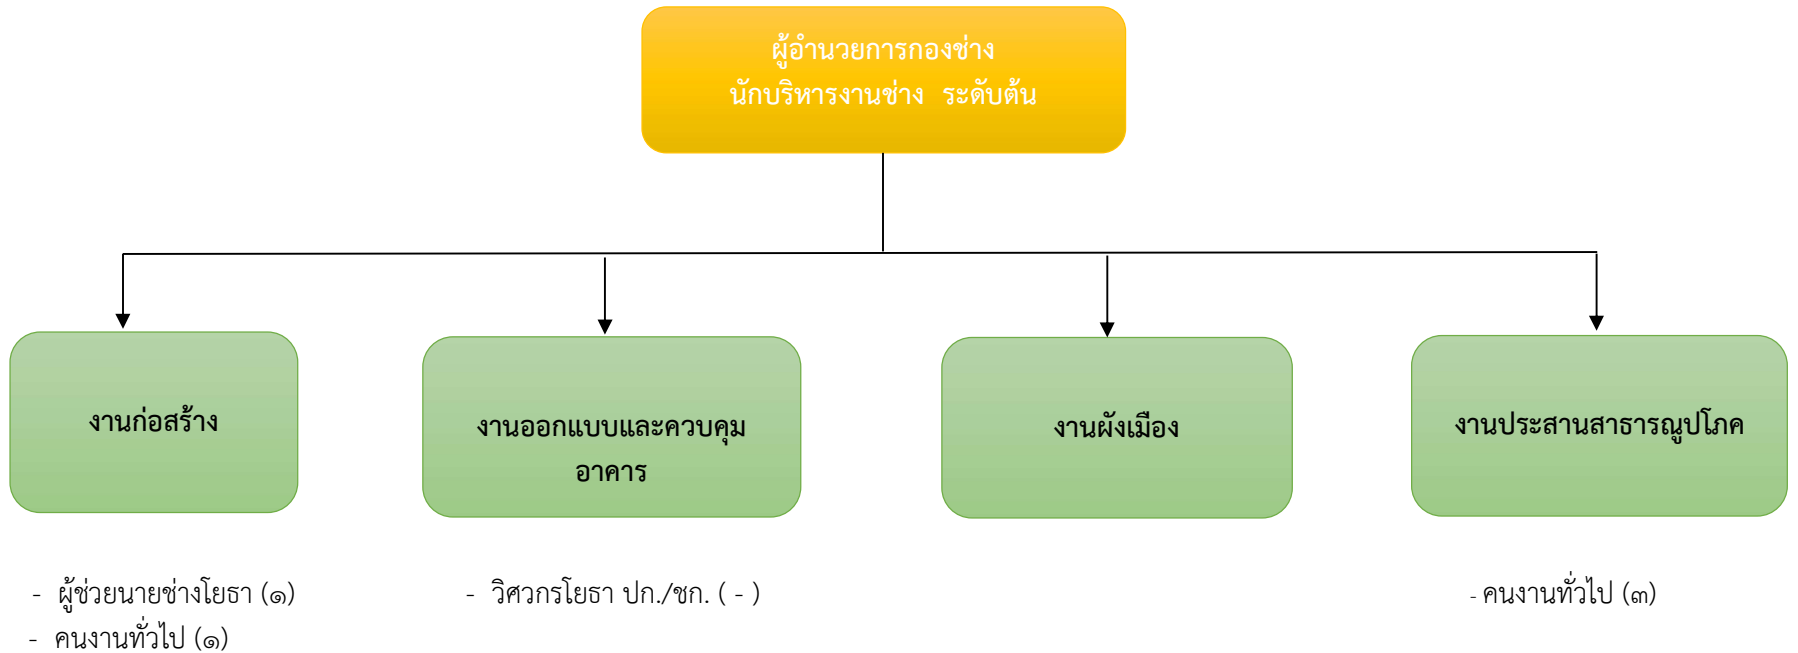 ผู้อำนวยการกองช่าง
นักบริหารงานช่าง ระดับต้น
งานก่อสร้าง
งานออกแบบและควบคุม
อาคาร
งานผังเมือง
งานประสานสาธารณูปโภค
- ผู้ช่วยนายช่างโยธา (๑)
- คนงานทั่วไป (๑)
- วิศวกรโยธา ปก./ชก. ( - )
- คนงานทั่วไป (๓)